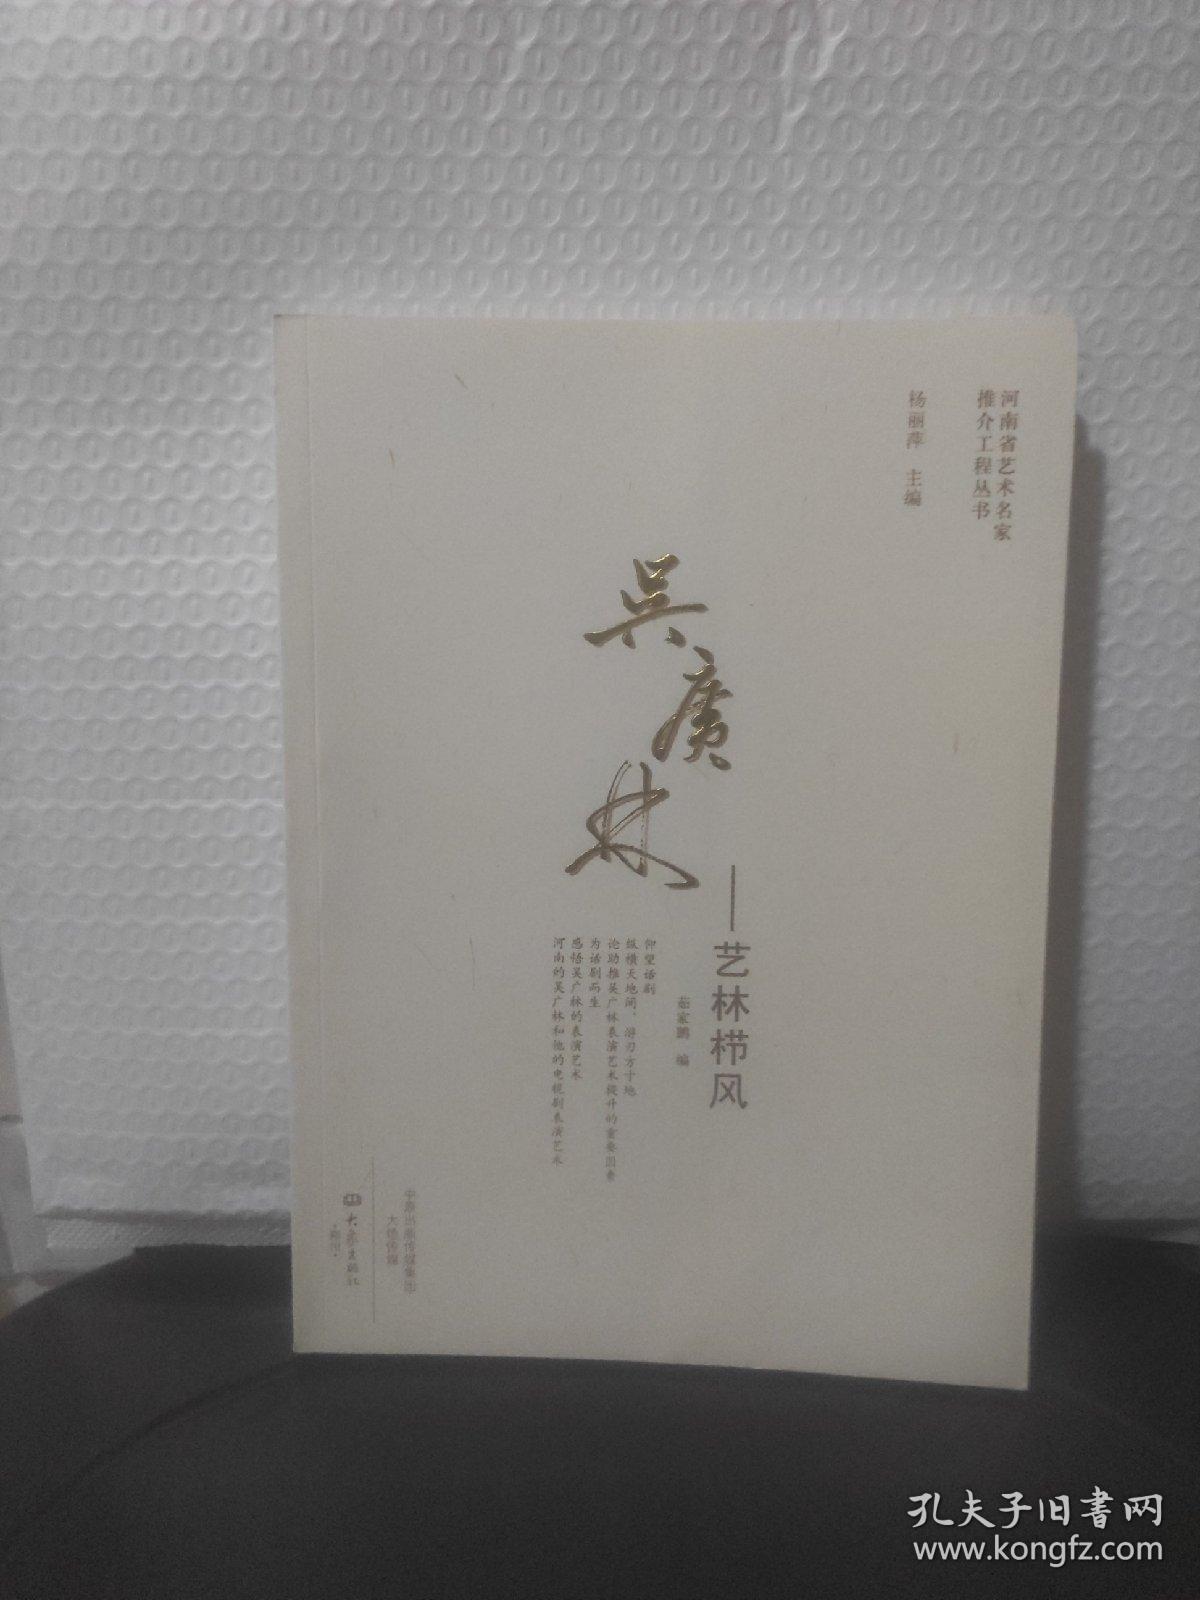 河南省艺术名家
推介工程丛书
杨丽萍 主编
吴廣林
——艺林栉风
茹家鹏 编
仰望话剧
纵横天地间，游刃方寸地
论助推吴广林表演艺术提升的重要因素
为话剧而生
感悟吴广林的表演艺术
河南的吴广林和他的电视剧表演艺术
中原出版传媒集团
大地传媒
大象出版社
·郑州·
孔夫子旧书网
www.kongfz.com